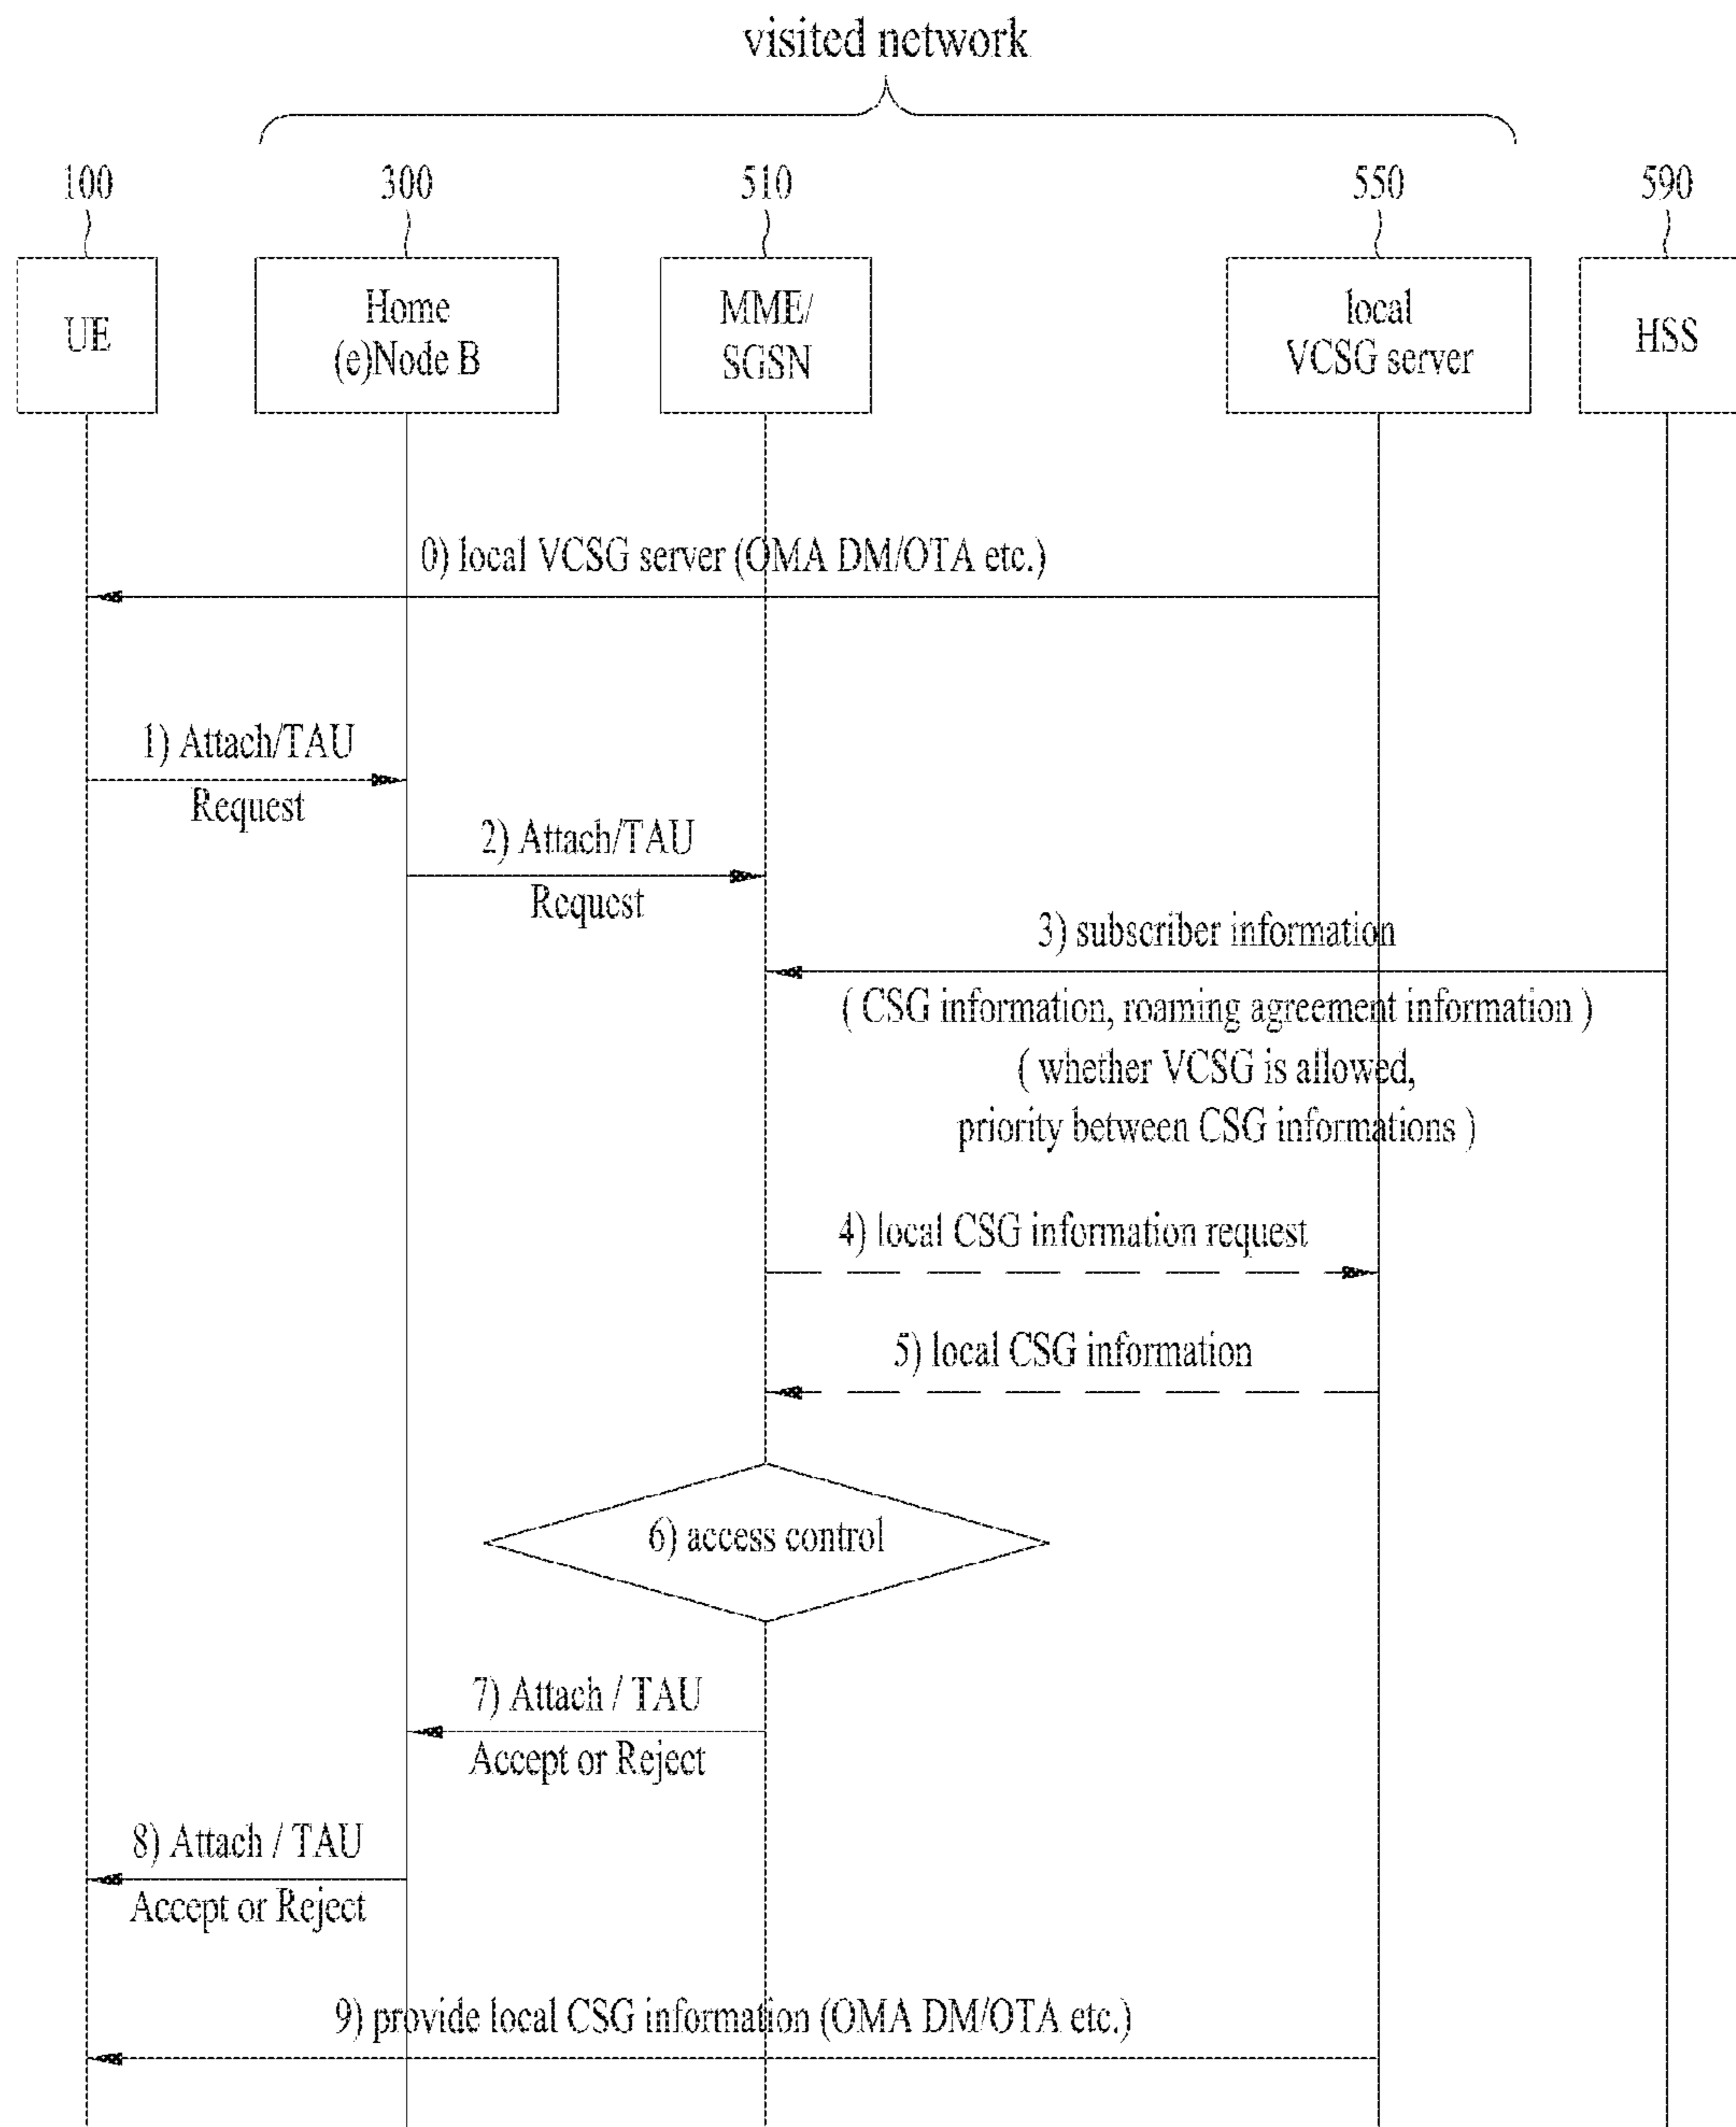 visited network
100
300
510
550
590
UE
Home
(e)Node B
MME/
SGSN
local
VCSG server
HSS
0) local VCSG server (OMA DM/OTA etc.)
1) Attach/TAU
Request
2) Attach/TAU
Request
3) subscriber information
( CSG information, roaming agreement information )
( whether VCSG is allowed,
priority between CSG informations )
4) local CSG information request
5) local CSG information
6) access control
7) Attach / TAU
Accept or Reject
8) Attach / TAU
Accept or Reject
9) provide local CSG information (OMA DM/OTA etc.)